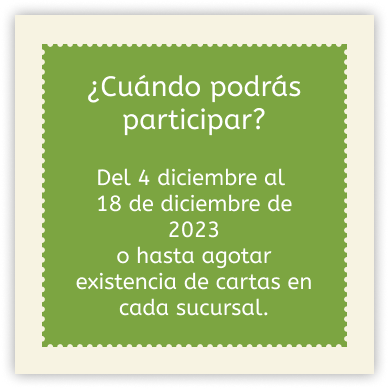 ¿Cuándo podrás
participar?
Del 4 diciembre al
18 de diciembre de
2023
o hasta agotar
existencia de cartas en
cada sucursal.